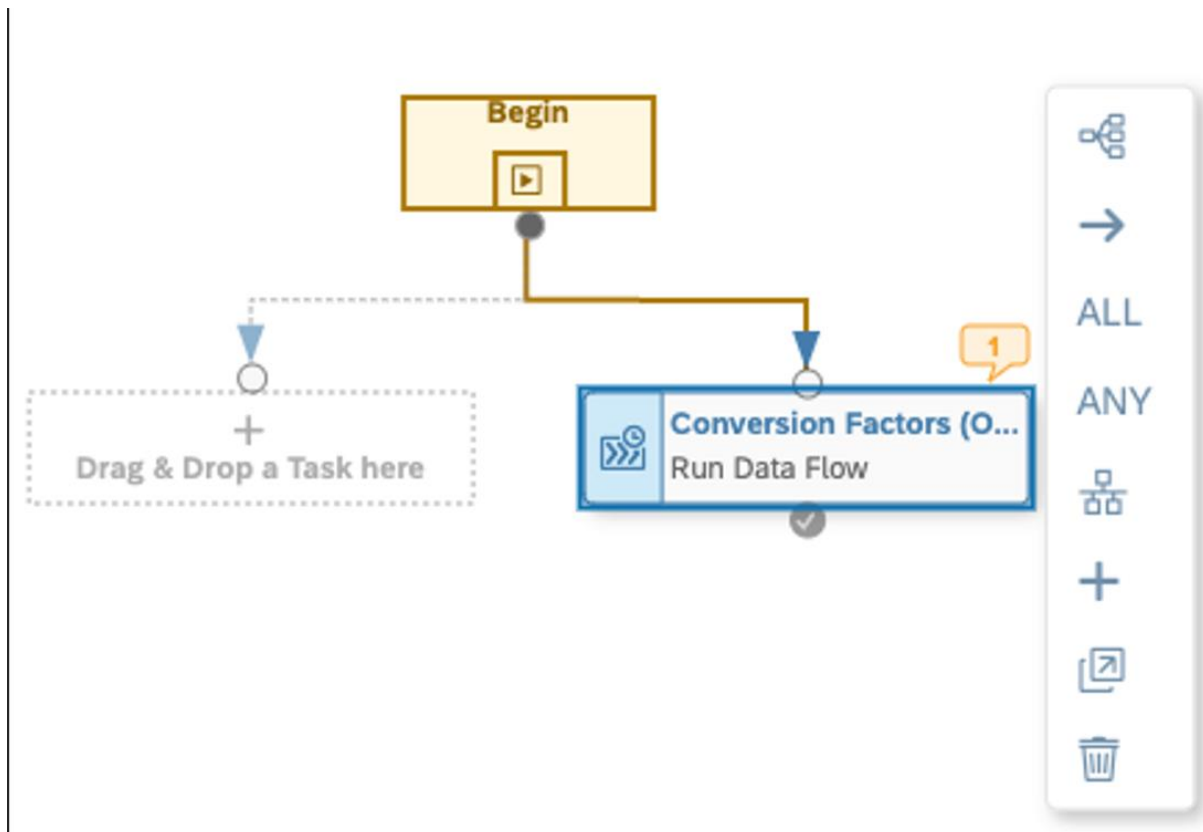 Begin
1
Conversion Factors (O...
Run Data Flow
Drag & Drop a Task here
ALL
ANY